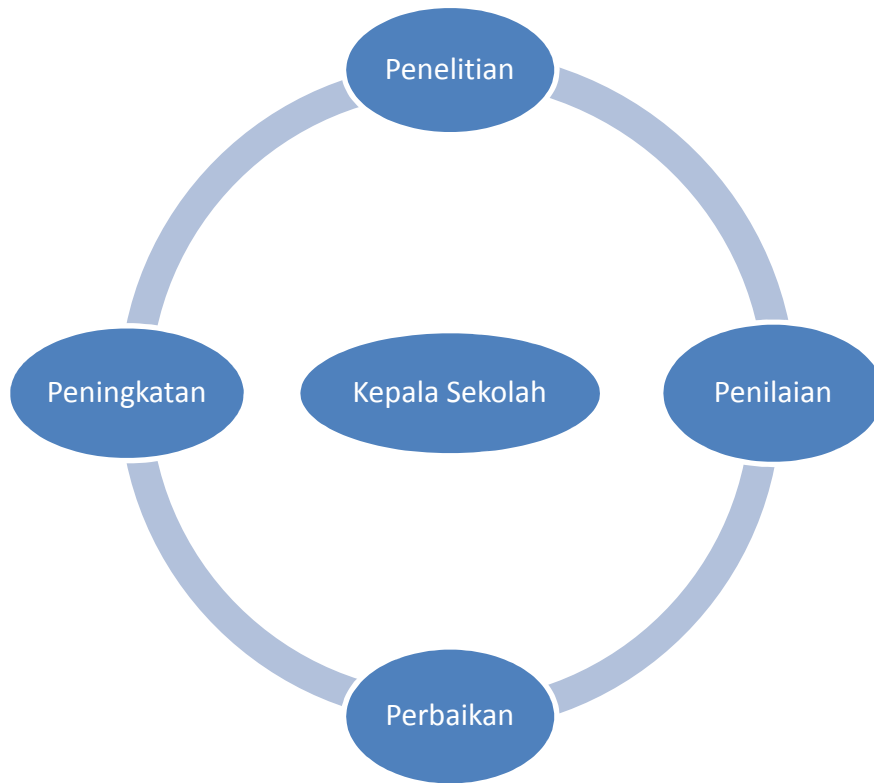 Penelitian
Peningkatan
Kepala Sekolah
Penilaian
Perbaikan